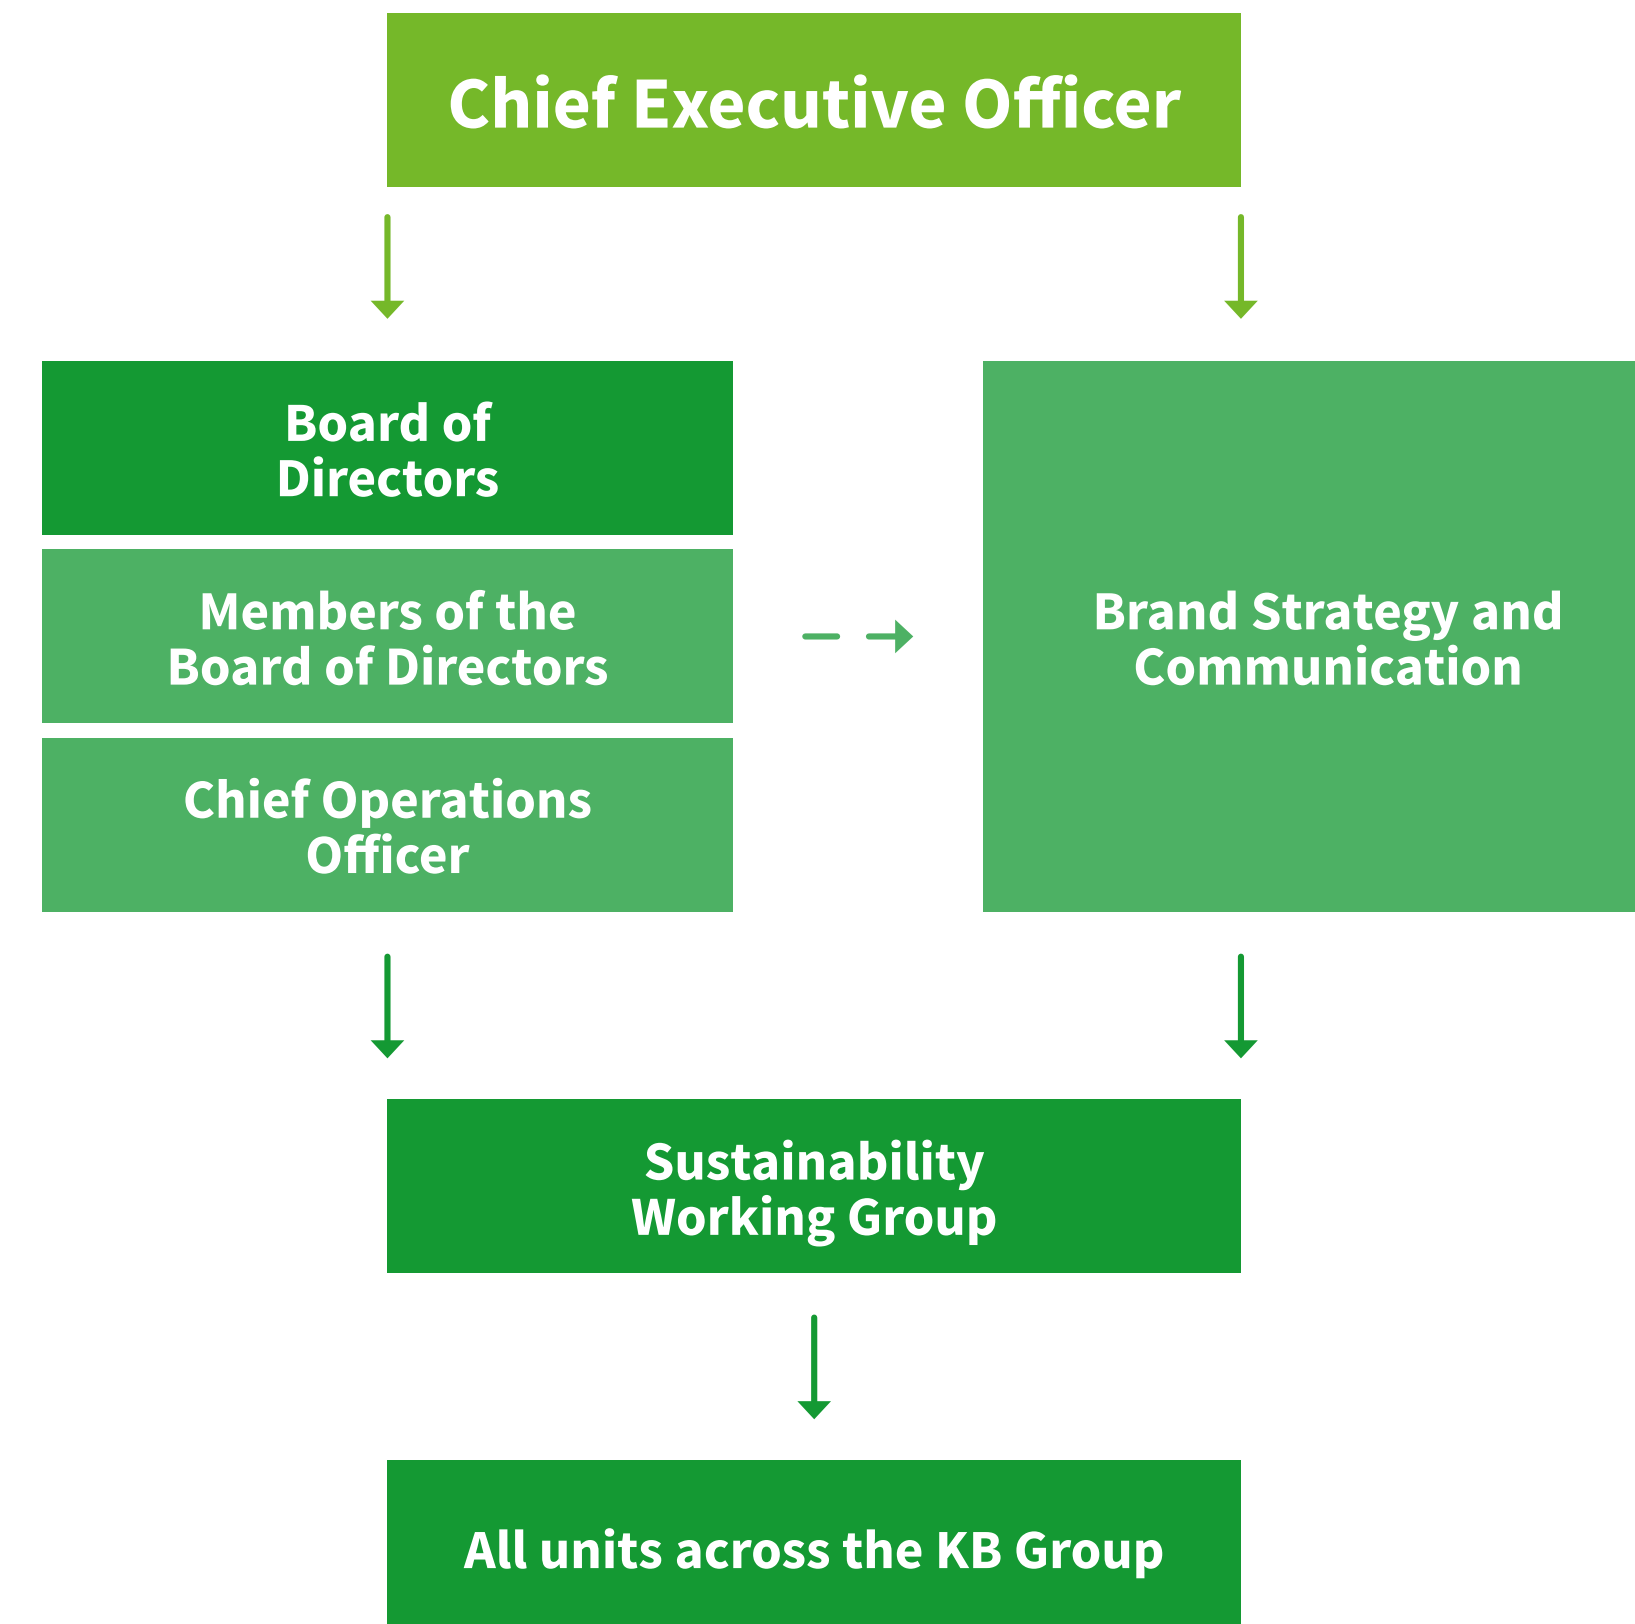 Chief Executive Officer
Board of
Directors
Members of the
Board of Directors
Chief Operations
Officer
Brand Strategy and
Communication
Sustainability
Working Group
All units across the KB Group